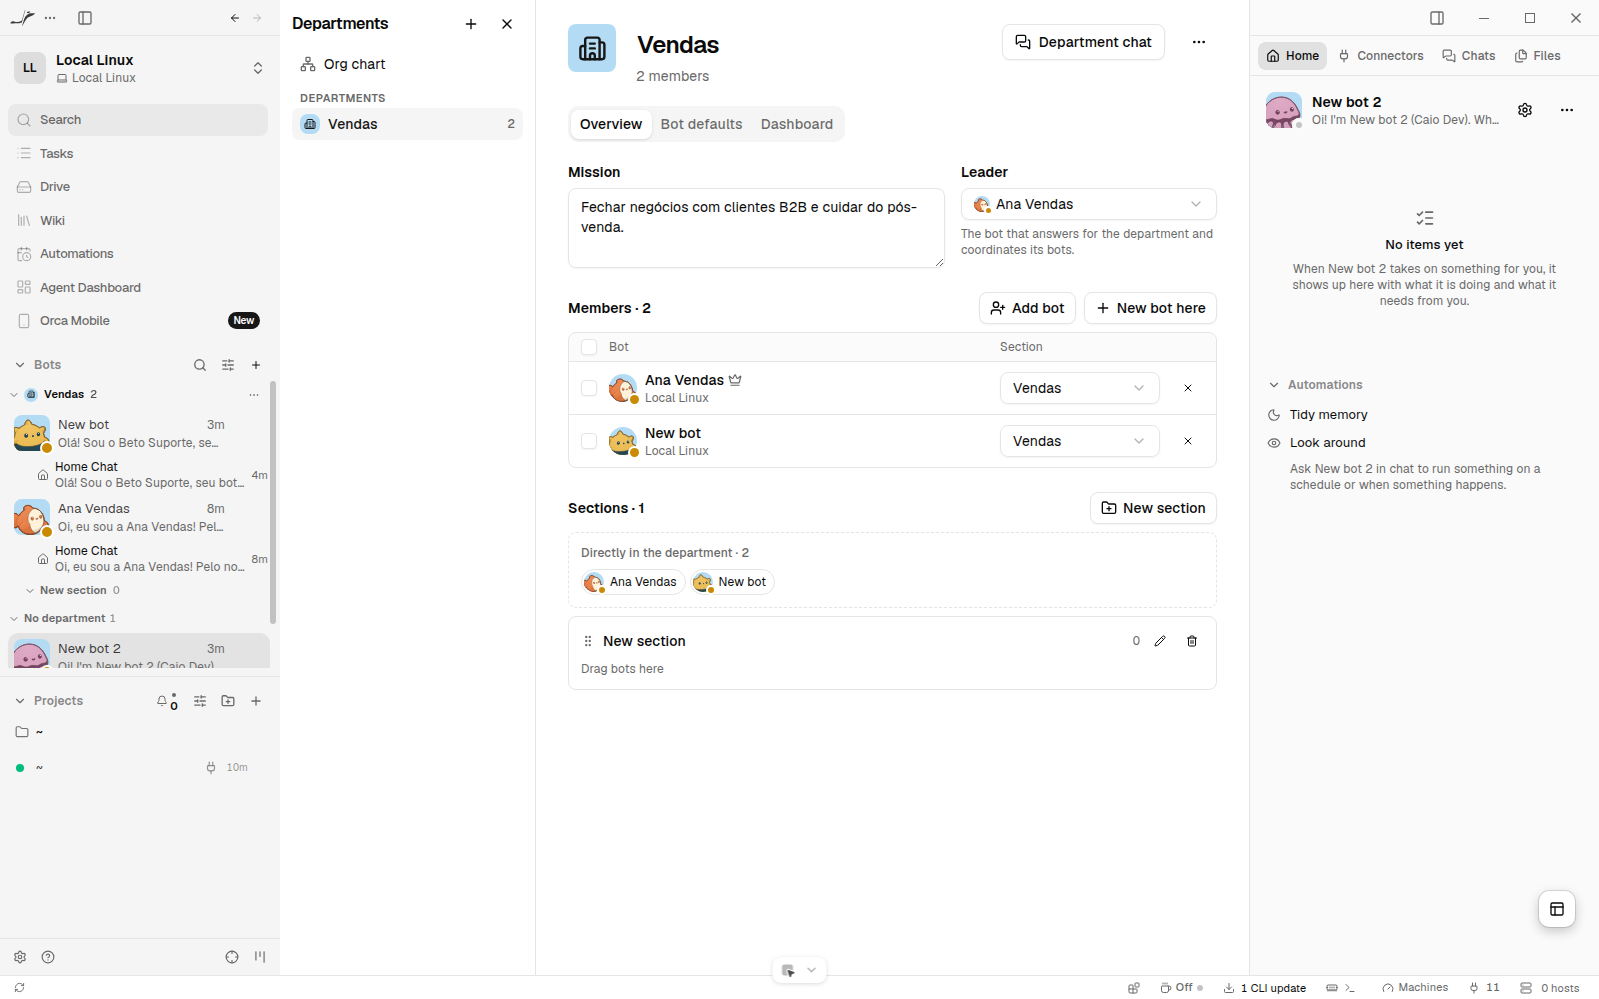 LL
Local Linux
Local Linux
Search
Tasks
Drive
Wiki
Automations
Agent Dashboard
Orca Mobile
New
Bots
Vendas 2
New bot 3m
Olá! Sou o Beto Suporte, se...
Home Chat
Olá! Sou o Beto Suporte, seu bot... 4m
Ana Vendas 8m
Oi, eu sou a Ana Vendas! Pel...
Home Chat
Oi, eu sou a Ana Vendas! Pelo no... 8m
New section 0
No department 1
New bot 2 3m
Oi! I'm New bot 2 (Caio Dev)
Projects
0
~
~ 10m
Departments
Org chart
DEPARTMENTS
Vendas 2
Vendas
2 members
Department chat
Overview Bot defaults Dashboard
Mission
Fechar negócios com clientes B2B e cuidar do pós-
venda.
Leader
Ana Vendas
The bot that answers for the department and
coordinates its bots.
Members · 2
Add bot
New bot here
Bot Section
Ana Vendas
Local Linux
Vendas
New bot
Local Linux
Vendas
Sections · 1
New section
Directly in the department · 2
Ana Vendas New bot
New section 0
Drag bots here
Home Connectors Chats Files
New bot 2
Oi! I'm New bot 2 (Caio Dev). Wh...
No items yet
When New bot 2 takes on something for you, it
shows up here with what it is doing and what it
needs from you.
Automations
Tidy memory
Look around
Ask New bot 2 in chat to run something on a
schedule or when something happens.
Off 1 CLI update Machines 11 0 hosts